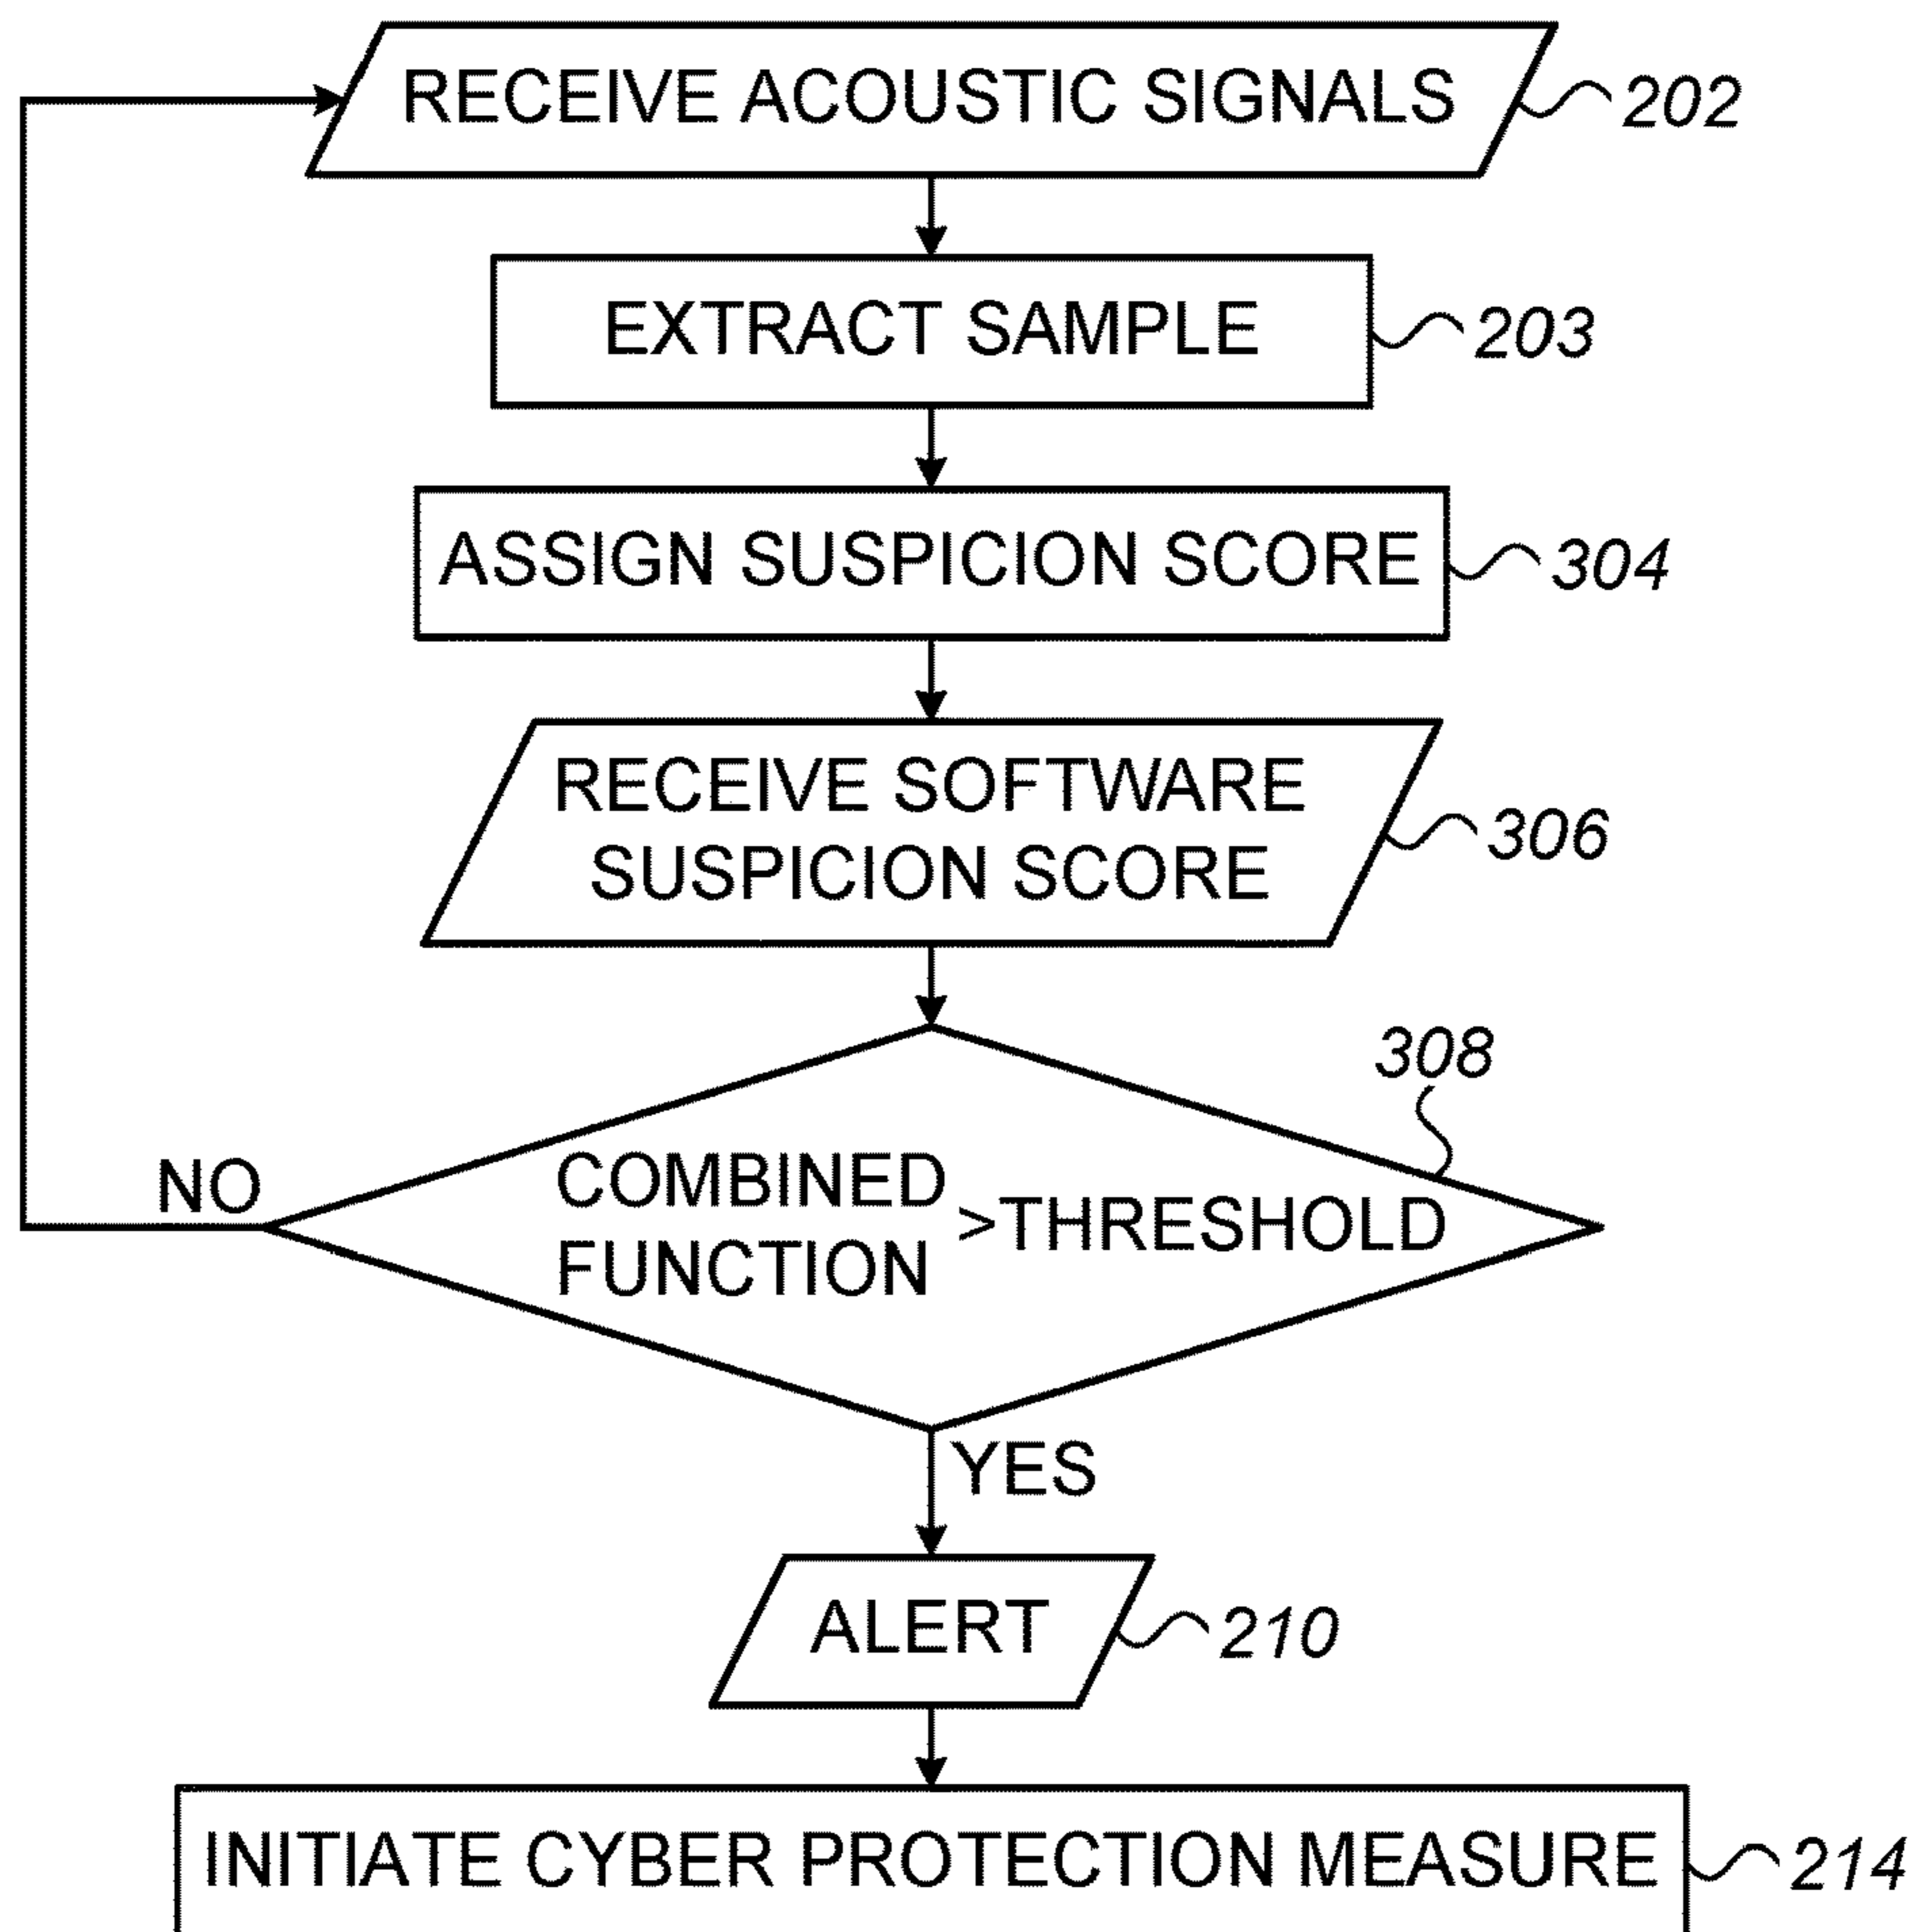 RECEIVE ACOUSTIC SIGNALS
202
EXTRACT SAMPLE
203
ASSIGN SUSPICION SCORE
304
RECEIVE SOFTWARE
SUSPICION SCORE
306
308
NO
COMBINED
FUNCTION
>THRESHOLD
YES
ALERT
210
INITIATE CYBER PROTECTION MEASURE
214